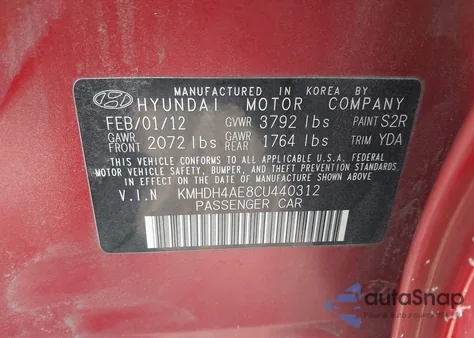 MANUFACTURED IN KOREA BY
HYUNDAI MOTOR COMPANY
FEB/01/12 GVWR 3792 lbs PAINT S2R
GAWR FRONT 2072 lbs GAWR REAR 1764 lbs TRIM YDA
THIS VEHICLE CONFORMS TO ALL APPLICABLE U.S.A. FEDERAL
MOTOR VEHICLE SAFETY, BUMPER, AND THEFT
PREVENTION STANDARDS IN EFFECT ON THE DATE OF
MANUFACTURE SHOWN ABOVE.
V.I.N KMHDH4AE8CU440312
PASSENGER CAR
autoSnap